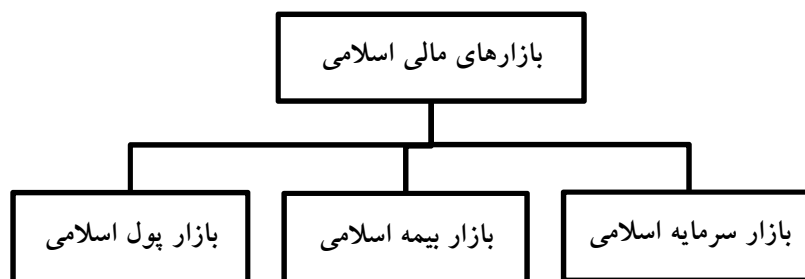 بازارهای مالی اسلامی
بازار سرمایه اسلامی
بازار بیمه اسلامی
بازار پول اسلامی